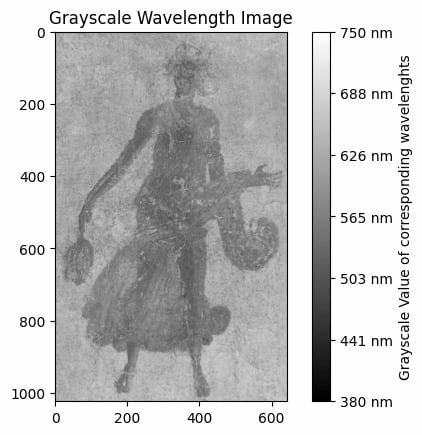 Grayscale Wavelength Image
0
200
400
600
800
1000
0
200
400
600
750 nm
688 nm
626 nm
565 nm
503 nm
441 nm
380 nm
Grayscale Value of corresponding wavelenghts